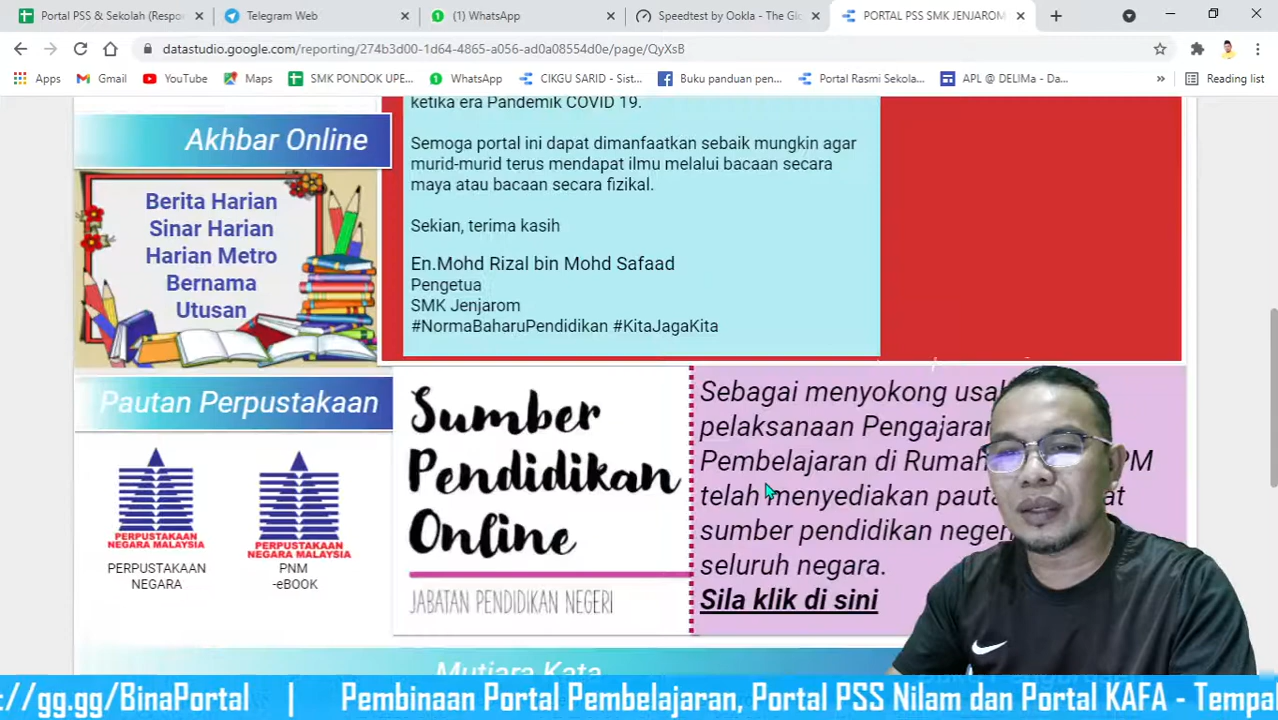 Portal PSS & Sekolah (Respo
Telegram Web
(1) WhatsApp
Speedtest by Ookla - The Glo
PORTAL PSS SMK JENJAROM
datastudio.google.com/reporting/274b3d00-1d64-4865-a056-ad0a08554d0e/page/QyXsB
Apps
Gmail
YouTube
Maps
SMK PONDOK UPE...
WhatsApp
CIKGU SARID - Sist...
Buku panduan pen...
Portal Rasmi Sekola...
APL @ DELIMa - Da...
Reading list
ketika era Pandemik COVID 19.
Akhbar Online
Semoga portal ini dapat dimanfaatkan sebaik mungkin agar
murid-murid terus mendapat ilmu melalui bacaan secara
maya atau bacaan secara fizikal.
Berita Harian
Sinar Harian
Harian Metro
Bernama
Utusan
Sekian, terima kasih
En.Mohd Rizal bin Mohd Safaad
Pengetua
SMK Jenjarom
#NormaBaharuPendidikan #KitaJagaKita
Pautan Perpustakaan
PERPUSTAKAAN
NEGARA MALAYSIA
PERPUSTAKAAN
NEGARA
PERPUSTAKAAN
NEGARA MALAYSIA
PNM
-eBOOK
Sumber
Pendidikan
Online
JABATAN PENDIDIKAN NEGERI
Sebagai menyokong
pelaksanaan Pengajaran
Pembelajaran di Rumah PM
telah menyediakan
sumber pendidikan
seluruh negara.
Sila klik di sini
Mutiara Kata
://gg.gg/BinaPortal | Pembinaan Portal Pembelajaran, Portal PSS Nilam dan Portal KAFA - Tempa